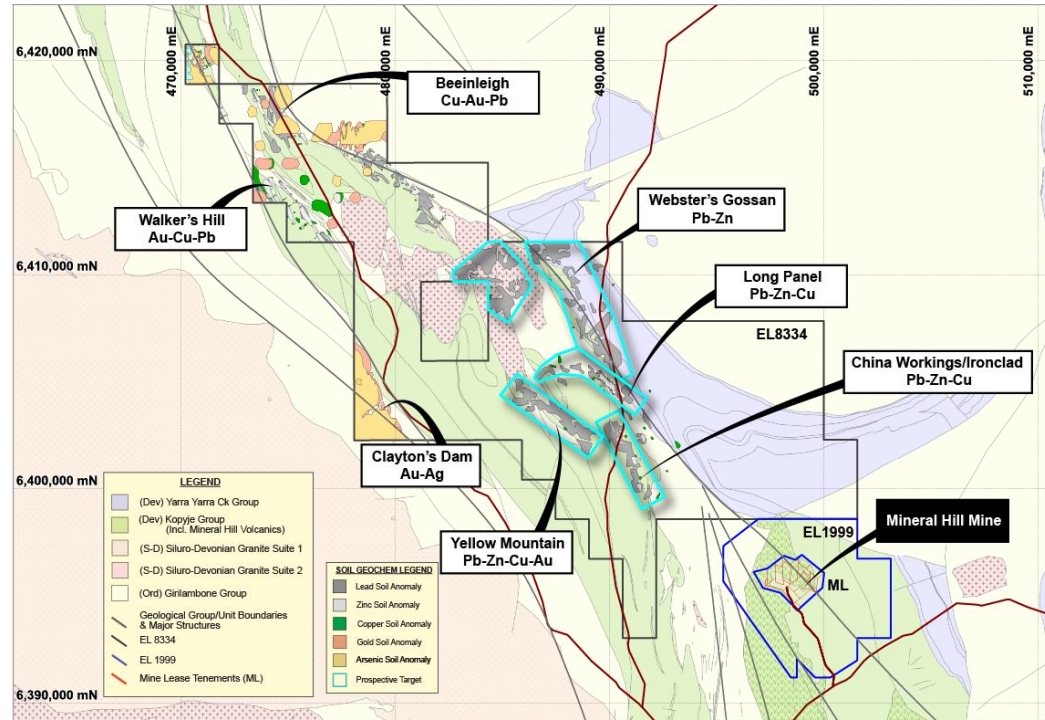 6,420,000 mN
470,000 mE
480,000 mE
490,000 mE
500,000 mE
510,000 mE
Beeinleigh
Cu-Au-Pb
Webster's Gossan
Pb-Zn
Walker's Hill
Au-Cu-Pb
6,410,000 mN
Long Panel
Pb-Zn-Cu
EL8334
China Workings/Ironclad
Pb-Zn-Cu
Clayton's Dam
Au-Ag
6,400,000 mN
Yellow Mountain
Pb-Zn-Cu-Au
EL1999
Mineral Hill Mine
ML
6,390,000 mN
LEGEND
(Dev) Yarra Yarra Ck Group
(Dev) Kopyje Group
(Incl. Mineral Hill Volcanics)
(S-D) Siluro-Devonian Granite Suite 1
(S-D) Siluro-Devonian Granite Suite 2
(Ord) Girilambone Group
Geological Group/Unit Boundaries
& Major Structures
EL 8334
EL 1999
Mine Lease Tenements (ML)
SOIL GEOCHEM LEGEND
Lead Soil Anomaly
Zinc Soil Anomaly
Copper Soil Anomaly
Gold Soil Anomaly
Arsenic Soil Anomaly
Prospective Target